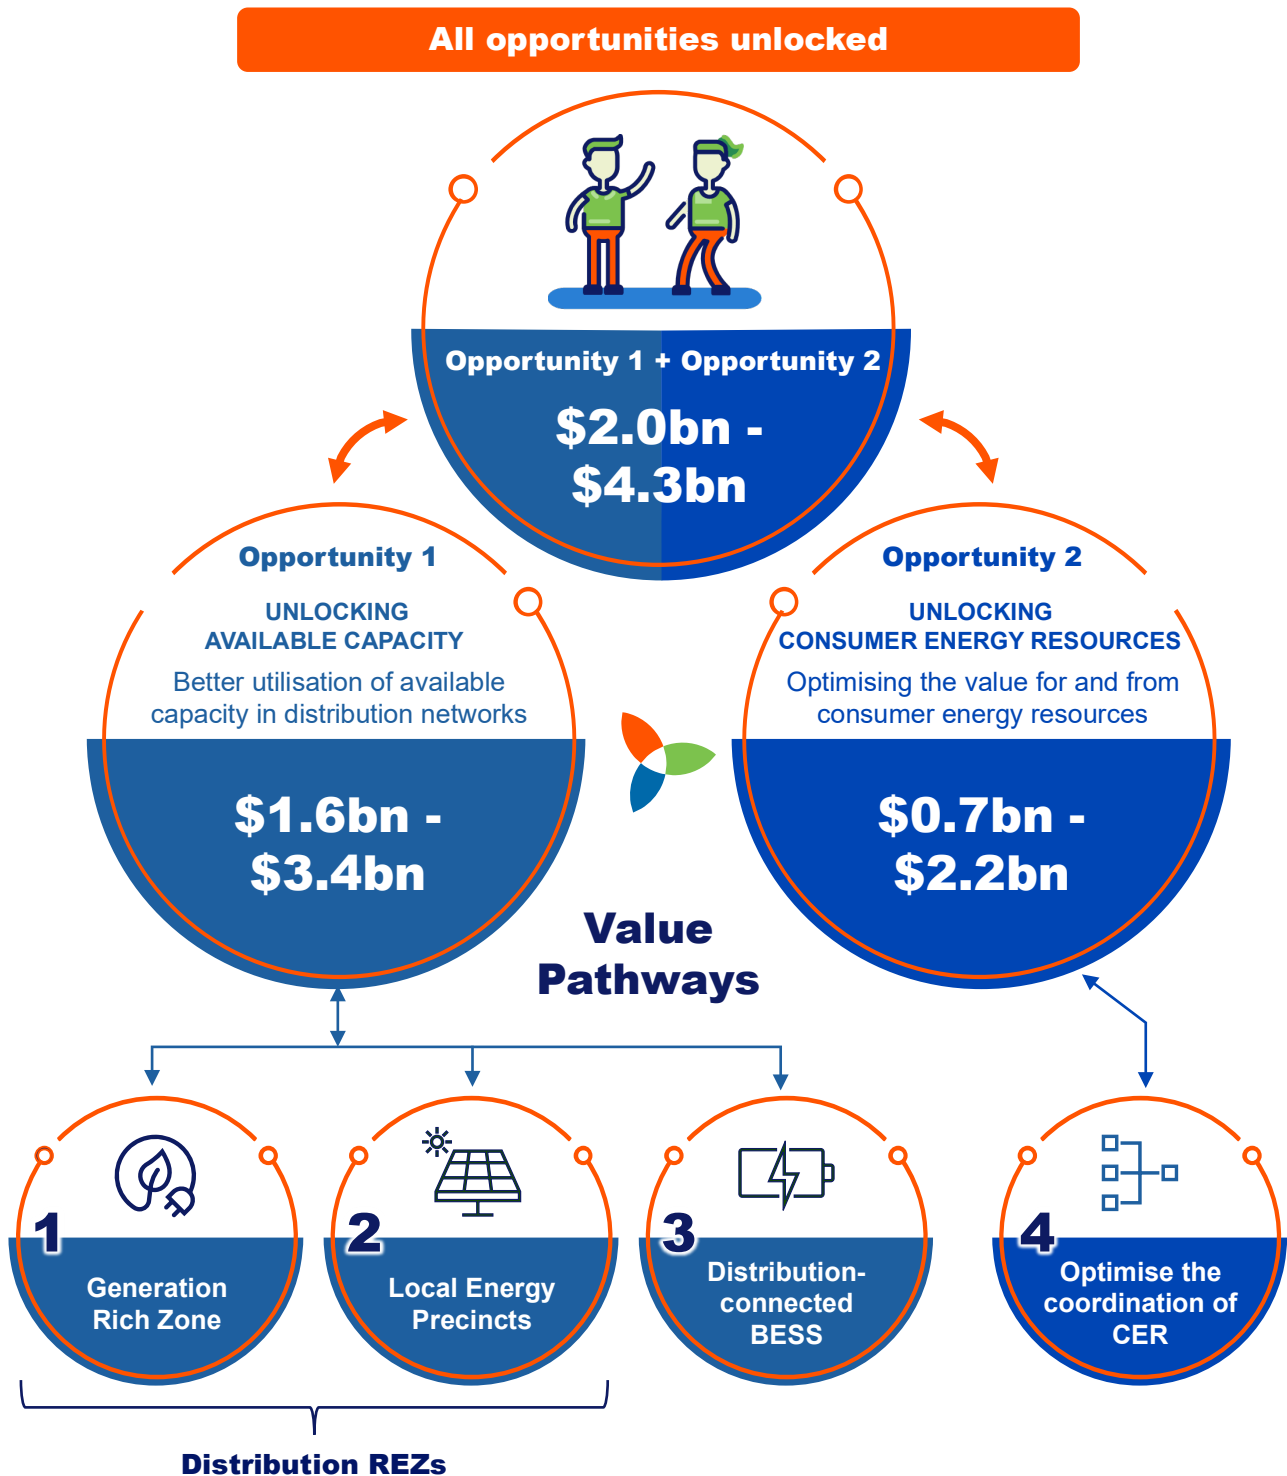 All opportunities unlocked
Opportunity 1 + Opportunity 2
$2.0bn -
$4.3bn
Opportunity 1
UNLOCKING
AVAILABLE CAPACITY
Better utilisation of available
capacity in distribution networks
$1.6bn -
$3.4bn
Opportunity 2
UNLOCKING
CONSUMER ENERGY RESOURCES
Optimising the value for and from
consumer energy resources
$0.7bn -
$2.2bn
Value
Pathways
1
Generation
Rich Zone
2
Local Energy
Precincts
3
Distribution-
connected
BESS
4
Optimise the
coordination of
CER
Distribution REZs